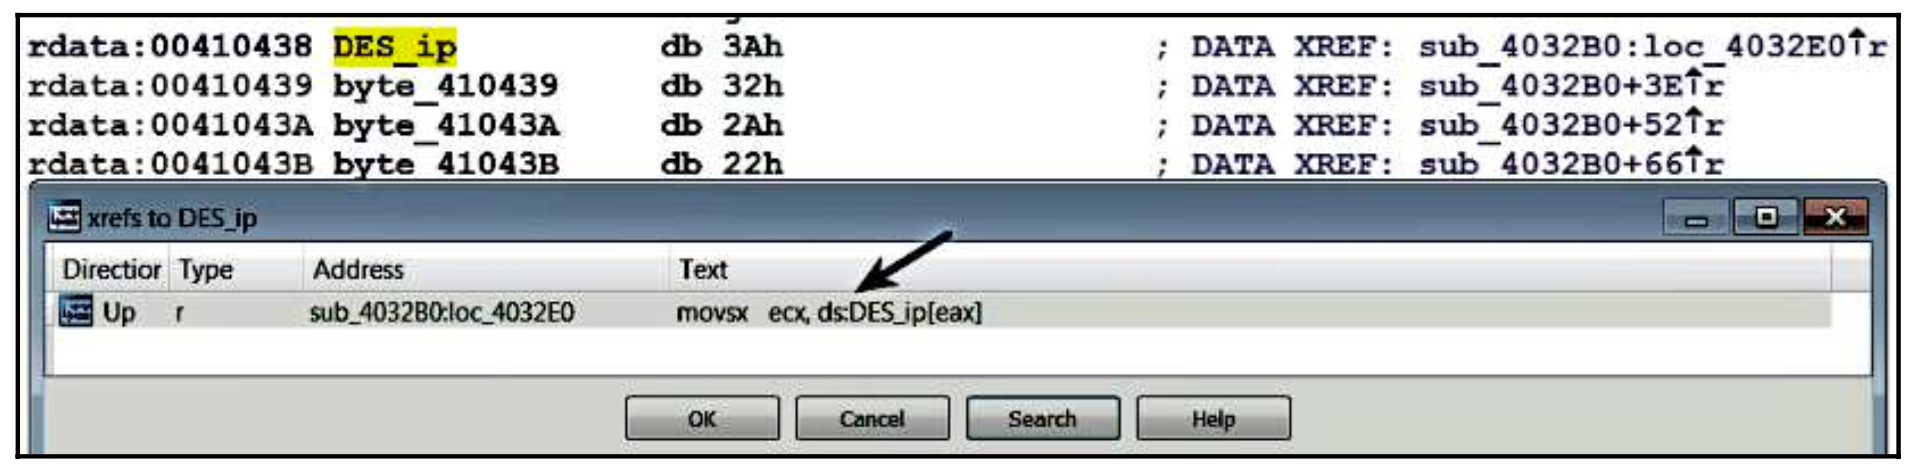 rdata:00410438 DES_ip db 3Ah ; DATA XREF: sub_4032B0:loc_4032E0↑r
rdata:00410439 byte_410439 db 32h ; DATA XREF: sub_4032B0+3E↑r
rdata:0041043A byte_41043A db 2Ah ; DATA XREF: sub_4032B0+52↑r
rdata:0041043B byte_41043B db 22h ; DATA XREF: sub_4032B0+66↑r
xrefs to DES_ip
Directior Type Address Text
Up r sub_4032B0:loc_4032E0 movsx ecx, ds:DES_ip[eax]
OK Cancel Search Help